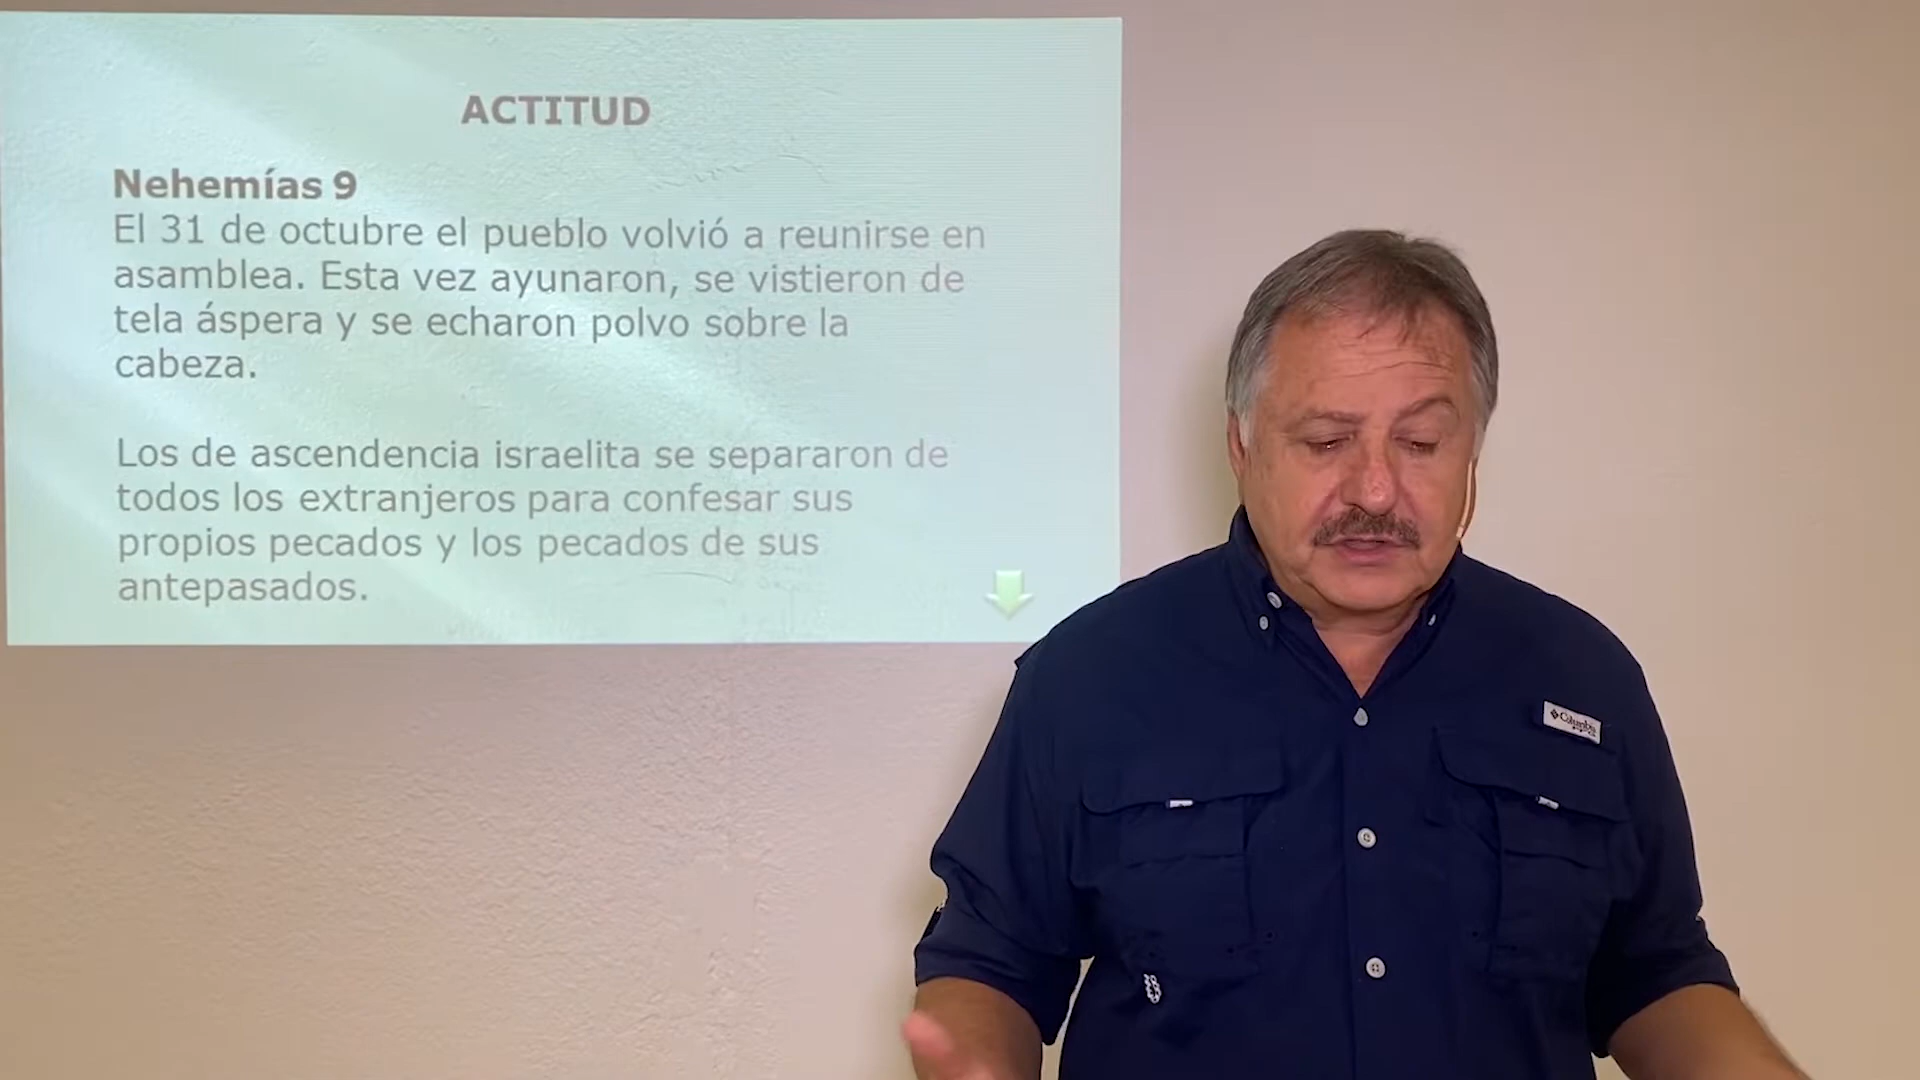 ACTITUD
Nehemías 9
El 31 de octubre el pueblo volvió a reunirse en
asamblea. Esta vez ayunaron, se vistieron de
tela áspera y se echaron polvo sobre la
cabeza.
Los de ascendencia israelita se separaron de
todos los extranjeros para confesar sus
propios pecados y los pecados de sus
antepasados.
Columbia
PFG